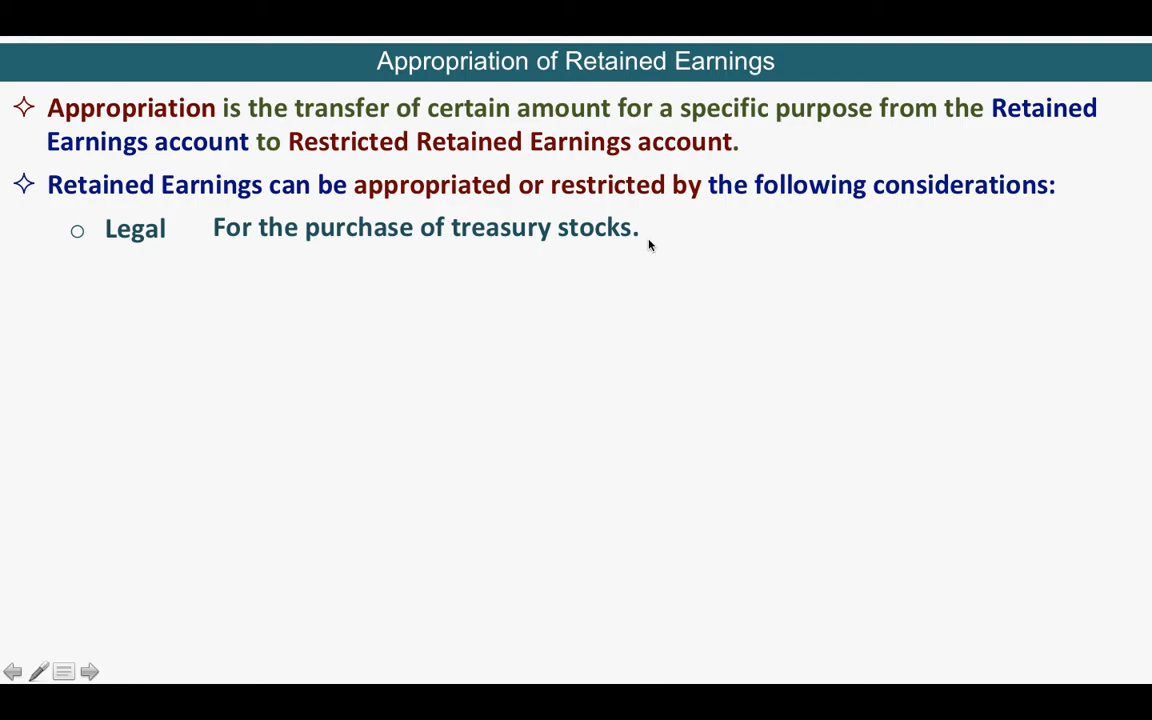 Appropriation of Retained Earnings
Appropriation is the transfer of certain amount for a specific purpose from the Retained
Earnings account to Restricted Retained Earnings account.
Retained Earnings can be appropriated or restricted by the following considerations:
Legal For the purchase of treasury stocks.